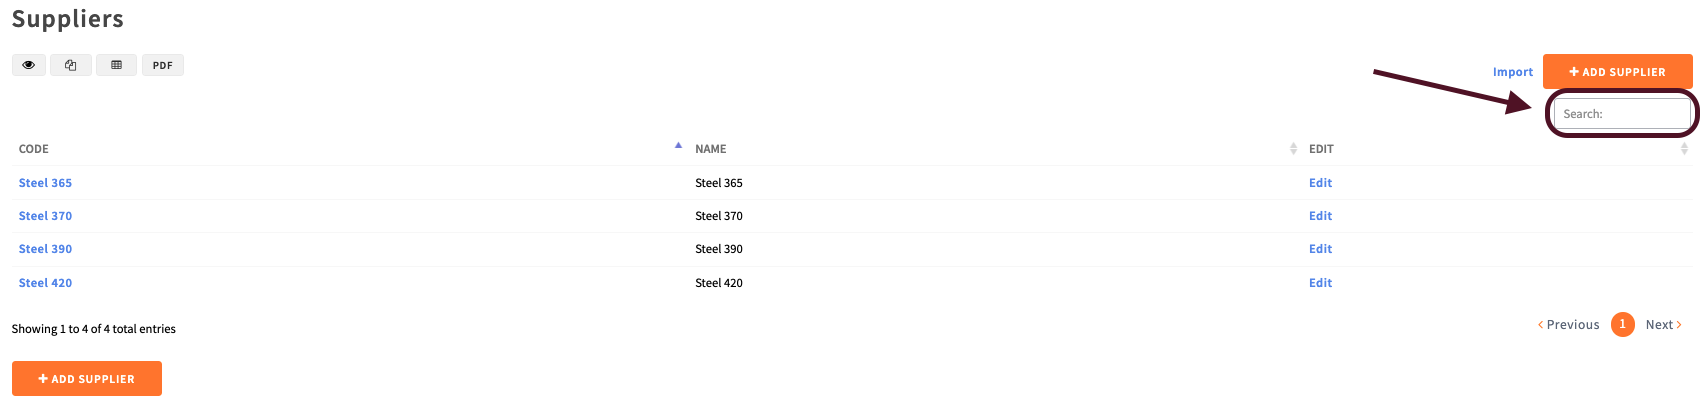 Suppliers
PDF
Import
+ ADD SUPPLIER
Search:
CODE NAME EDIT
Steel 365 Steel 365 Edit
Steel 370 Steel 370 Edit
Steel 390 Steel 390 Edit
Steel 420 Steel 420 Edit
Showing 1 to 4 of 4 total entries
‹ Previous 1 Next ›
+ ADD SUPPLIER